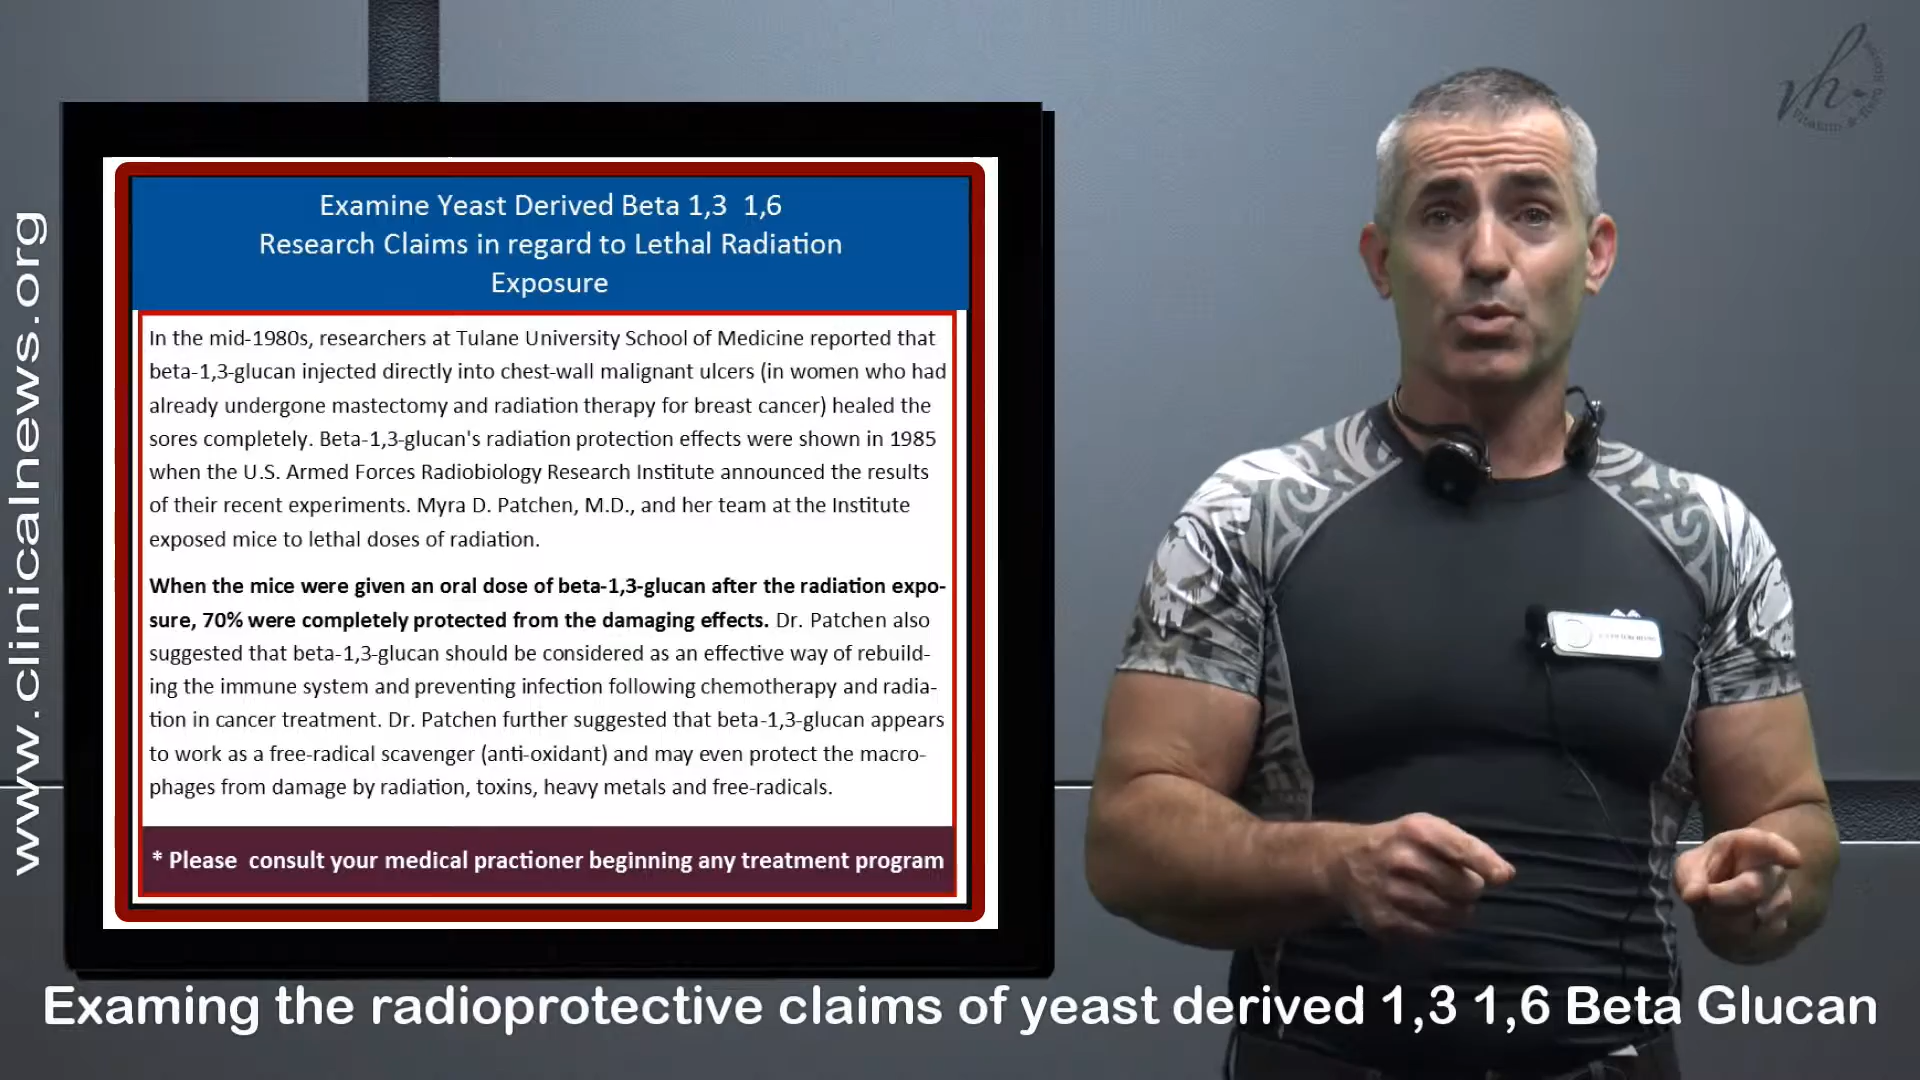 www.clinicalnews.org
Examine Yeast Derived Beta 1,3  1,6
Research Claims in regard to Lethal Radiation
Exposure
In the mid-1980s, researchers at Tulane University School of Medicine reported that
beta-1,3-glucan injected directly into chest-wall malignant ulcers (in women who had
already undergone mastectomy and radiation therapy for breast cancer) healed the
sores completely. Beta-1,3-glucan's radiation protection effects were shown in 1985
when the U.S. Armed Forces Radiobiology Research Institute announced the results
of their recent experiments. Myra D. Patchen, M.D., and her team at the Institute
exposed mice to lethal doses of radiation.
When the mice were given an oral dose of beta-1,3-glucan after the radiation expo-
sure, 70% were completely protected from the damaging effects. Dr. Patchen also
suggested that beta-1,3-glucan should be considered as an effective way of rebuild-
ing the immune system and preventing infection following chemotherapy and radia-
tion in cancer treatment. Dr. Patchen further suggested that beta-1,3-glucan appears
to work as a free-radical scavenger (anti-oxidant) and may even protect the macro-
phages from damage by radiation, toxins, heavy metals and free-radicals.
* Please  consult your medical practioner beginning any treatment program
Examing the radioprotective claims of yeast derived 1,3 1,6 Beta Glucan
vh